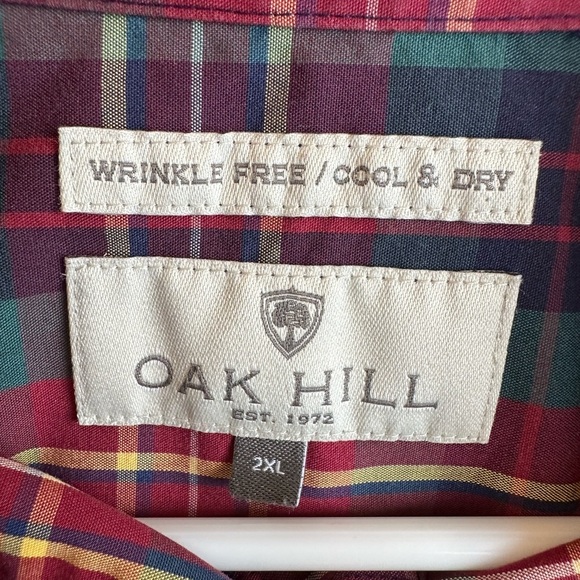 WRINKLE FREE / COOL & DRY
OAK HILL
EST. 1972
2XL